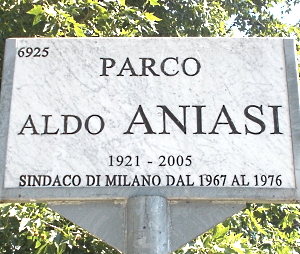 6925
PARCO
ALDO ANIASI
1921 - 2005
SINDACO DI MILANO DAL 1967 AL 1976